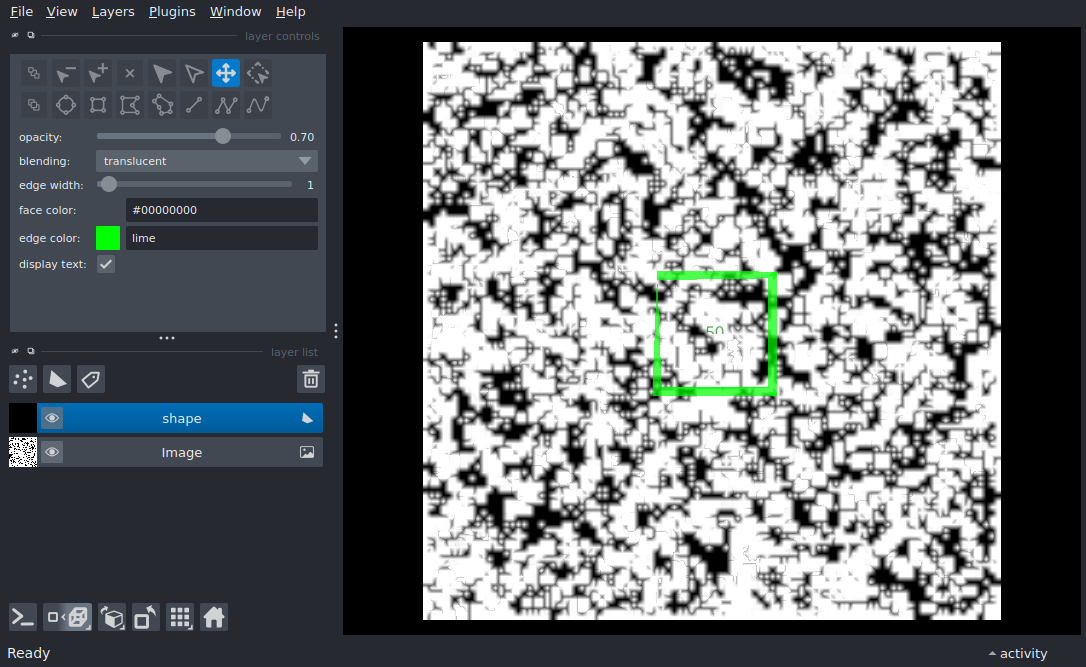 File View Layers Plugins Window Help
layer controls
opacity: 0.70
blending: translucent
edge width: 1
face color: #00000000
edge color: lime
display text:
50
layer list
shape
Image
Ready
activity